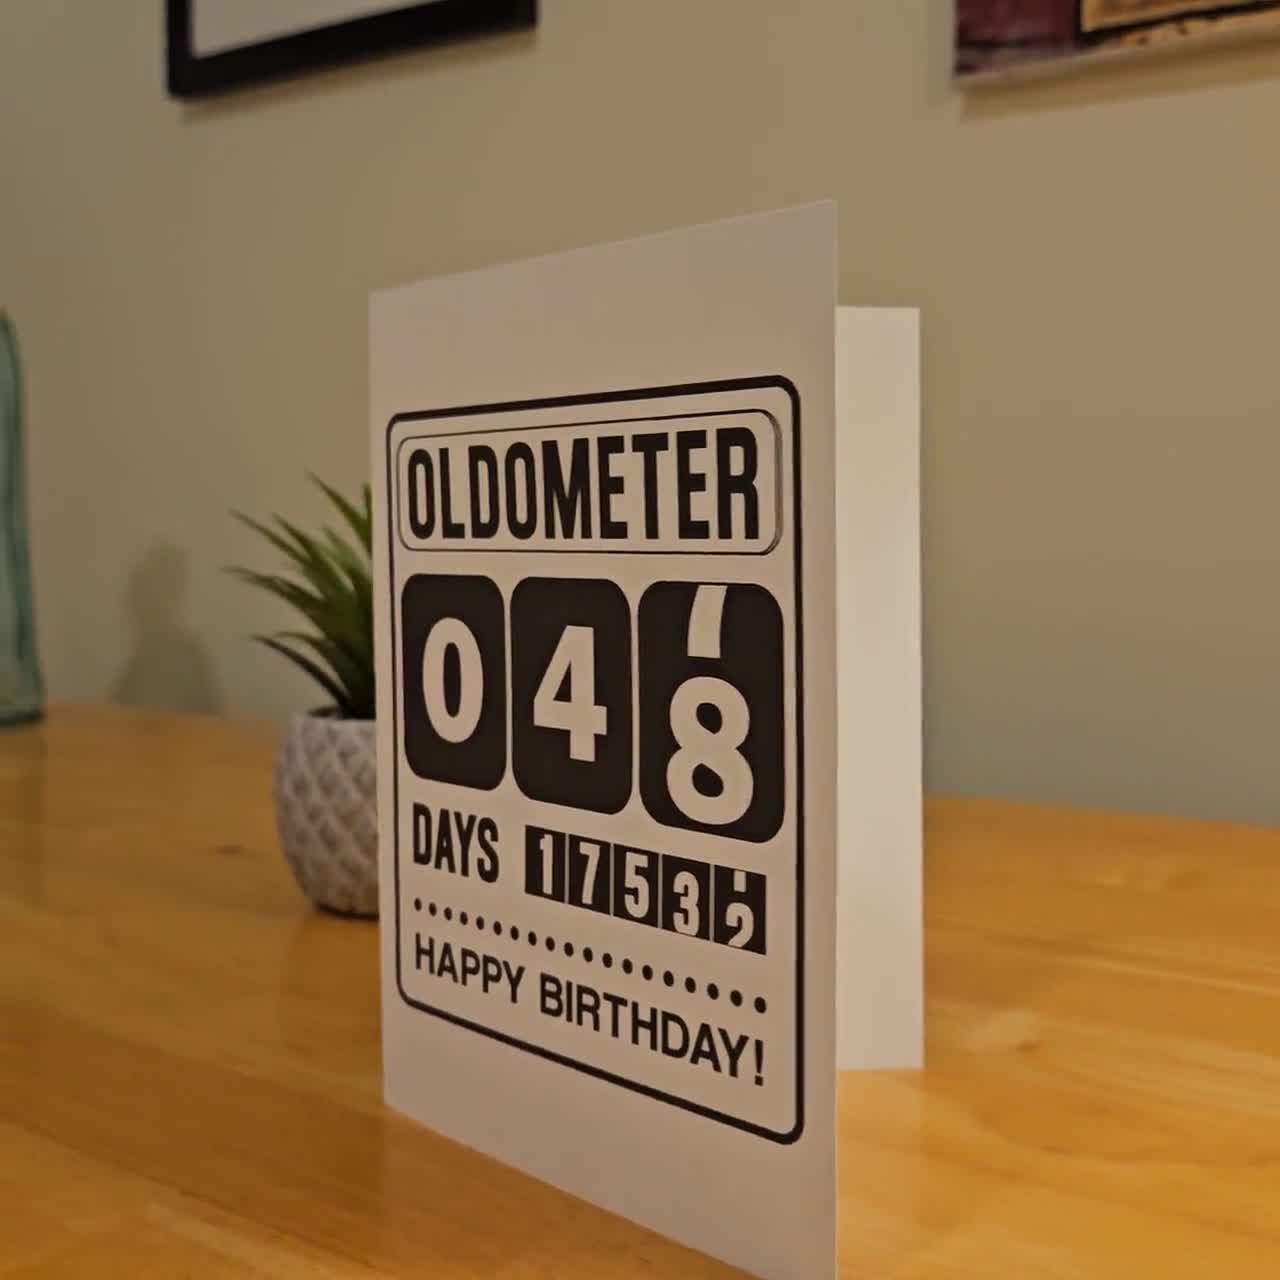 OLDOMETER
048
DAYS 17532
HAPPY BIRTHDAY!